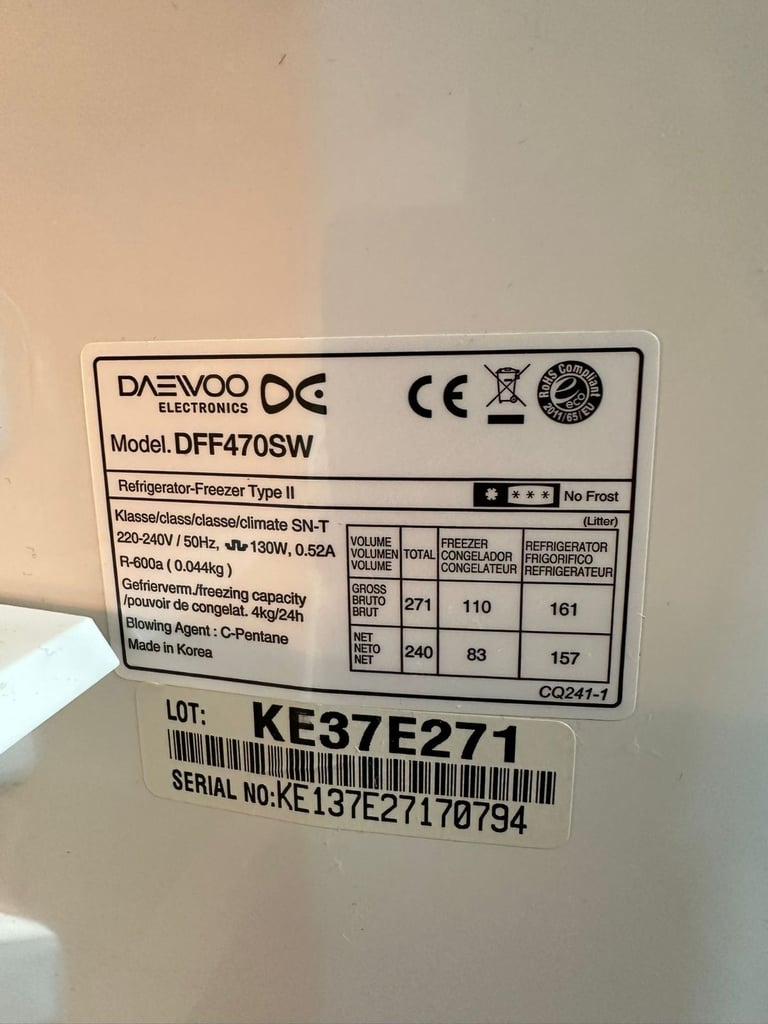 DAEWOO
ELECTRONICS
CE
RoHS Compliant
eco
2011/65/EU
Model. DFF470SW
Refrigerator-Freezer Type II
* *** No Frost
Klasse/class/classe/climate SN-T
220-240V / 50Hz, 130W, 0.52A
R-600a ( 0.044kg )
Gefrierverm./freezing capacity
/pouvoir de congelat. 4kg/24h
Blowing Agent : C-Pentane
Made in Korea
(Litter)
VOLUME VOLUMEN VOLUME TOTAL FREEZER CONGELADOR CONGELATEUR REFRIGERATOR FRIGORIFICO REFRIGERATEUR
GROSS BRUTO BRUT 271 110 161
NET NETO NET 240 83 157
CQ241-1
LOT: KE37E271
SERIAL NO:KE137E27170794